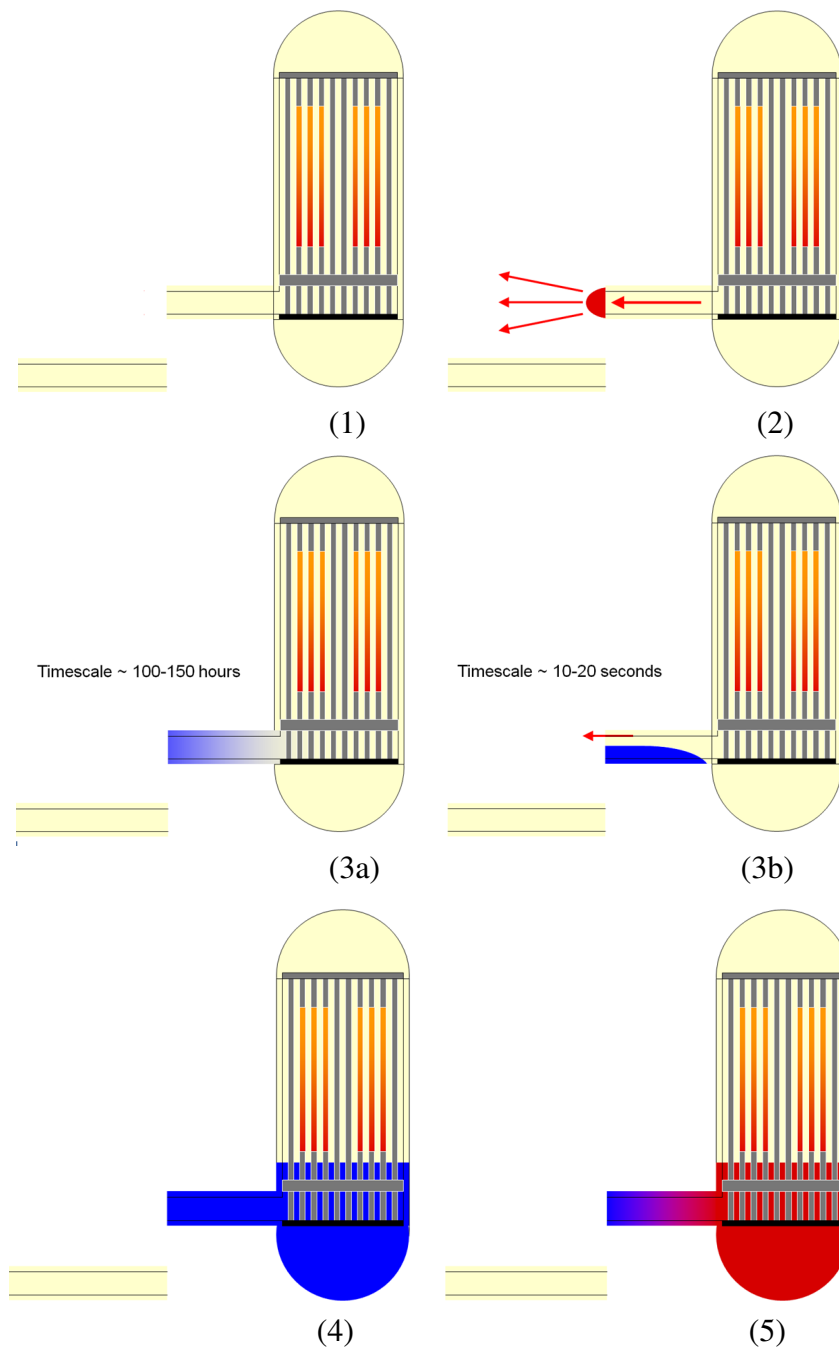 (1)
(2)
Timescale ~ 100-150 hours
Timescale ~ 10-20 seconds
(3a)
(3b)
(4)
(5)